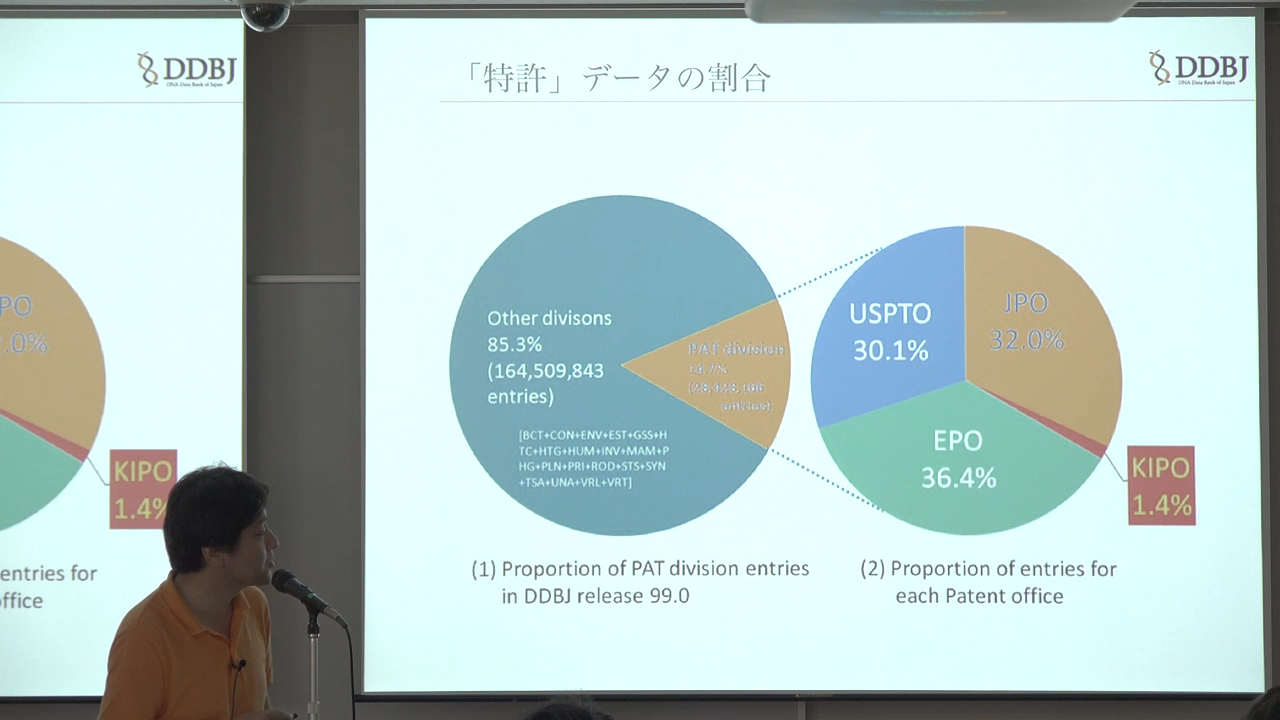 DDBJ
DNA Data Bank of Japan
「特許」データの割合
DDBJ
DNA Data Bank of Japan
Other divisons
85.3%
(164,509,843
entries)
[BCT+CON+ENV+EST+GSS+H
TC+HTG+HUM+INV+MAM+P
HG+PLN+PRI+ROD+STS+SYN
+TSA+UNA+VRL+VRT]
PAT division
entries)
USPTO
30.1%
JPO
32.0%
EPO
36.4%
KIPO
1.4%
(1) Proportion of PAT division entries
in DDBJ release 99.0
(2) Proportion of entries for
each Patent office
PO
.0%
KIPO
1.4%
entries for
ffice